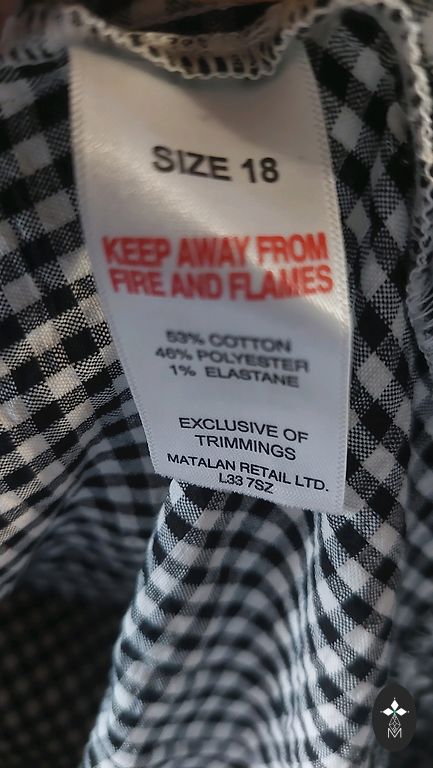 SIZE 18
KEEP AWAY FROM
FIRE AND FLAMES
53% COTTON
46% POLYESTER
1% ELASTANE
EXCLUSIVE OF
TRIMMINGS
MATALAN RETAIL LTD.
L33 7SZ